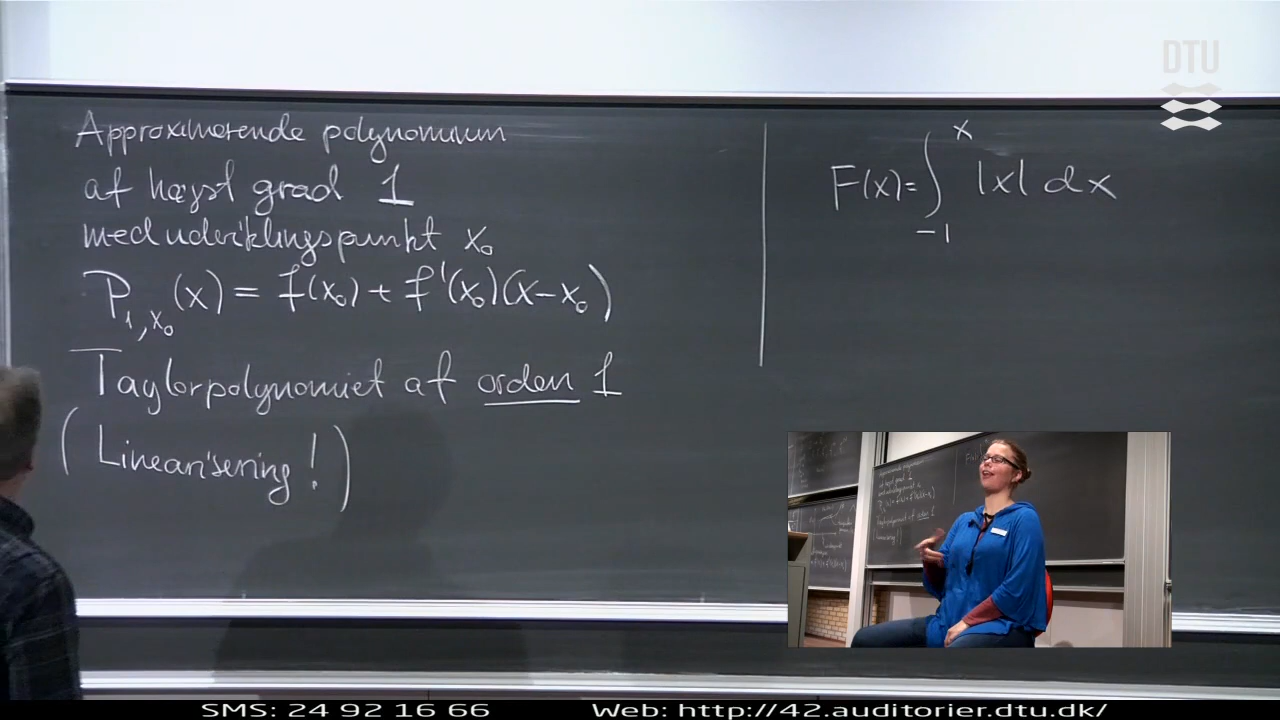 Approximerende polynomium
af højst grad 1
med udviklingspunkt x₀
P₁,ₓ₀(x) = f(x₀) + f'(x₀)(x-x₀)
Taylorpolynomiet af orden 1
(Linearisering!)
F(x) = ∫₋₁ˣ |x| dx
DTU
SMS: 24 92 16 66 Web: http://42.auditorier.dtu.dk/